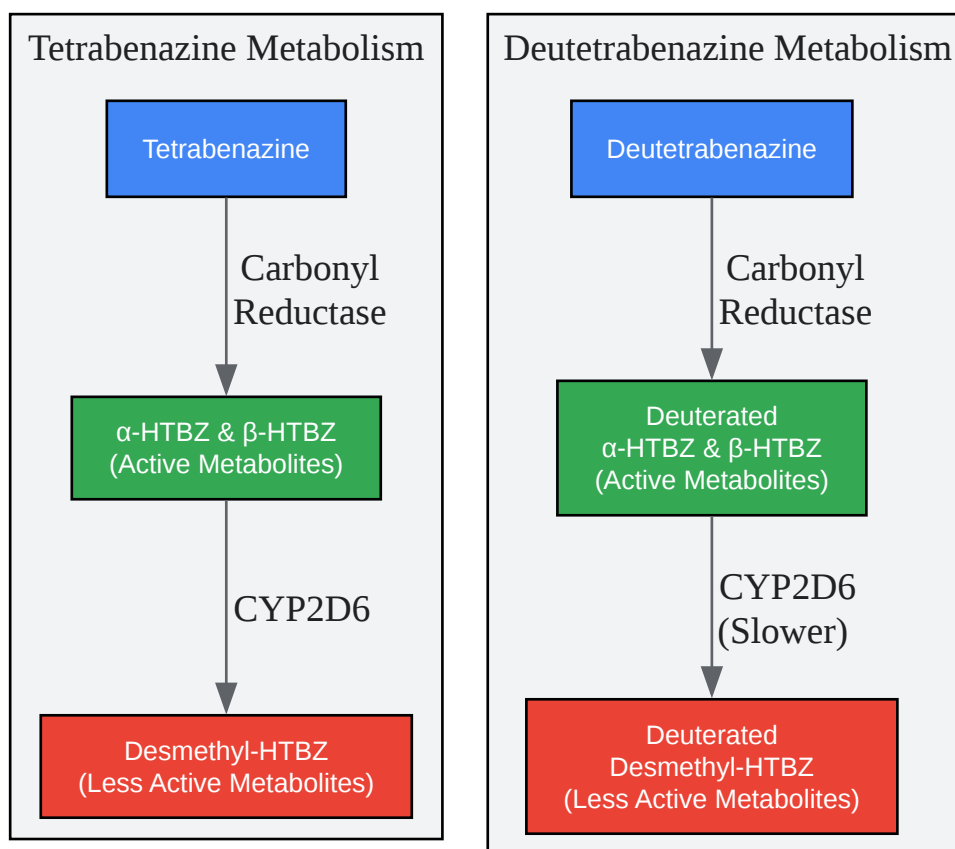 Tetrabenazine Metabolism
Tetrabenazine
Carbonyl
Reductase
α-HTBZ & β-HTBZ
(Active Metabolites)
CYP2D6
Desmethyl-HTBZ
(Less Active Metabolites)
Deutetrabenazine Metabolism
Deutetrabenazine
Carbonyl
Reductase
Deuterated
α-HTBZ & β-HTBZ
(Active Metabolites)
CYP2D6
(Slower)
Deuterated
Desmethyl-HTBZ
(Less Active Metabolites)